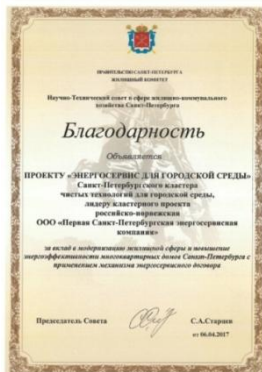 ПРАВИТЕЛЬСТВО САНКТ-ПЕТЕРБУРГА
ЖИЛИЩНЫЙ КОМИТЕТ
Научно-Технический совет в сфере жилищно-коммунального
хозяйства Санкт-Петербурга
Благодарность
Объявляется
ПРОЕКТУ «ЭНЕРГОСЕРВИС ДЛЯ ГОРОДСКОЙ СРЕДЫ»
Санкт-Петербургского кластера
чистых технологий для городской среды,
лидеру кластерного проекта
российско-норвежская
ООО «Первая Санкт-Петербургская энергосервисная
компания»
за вклад в модернизацию жилищной сферы и повышение
энергоэффективности многоквартирных домов Санкт-Петербурга с
применением механизма энергосервисного договора
Председатель Совета
С.А.Старцев
от 06.04.2017